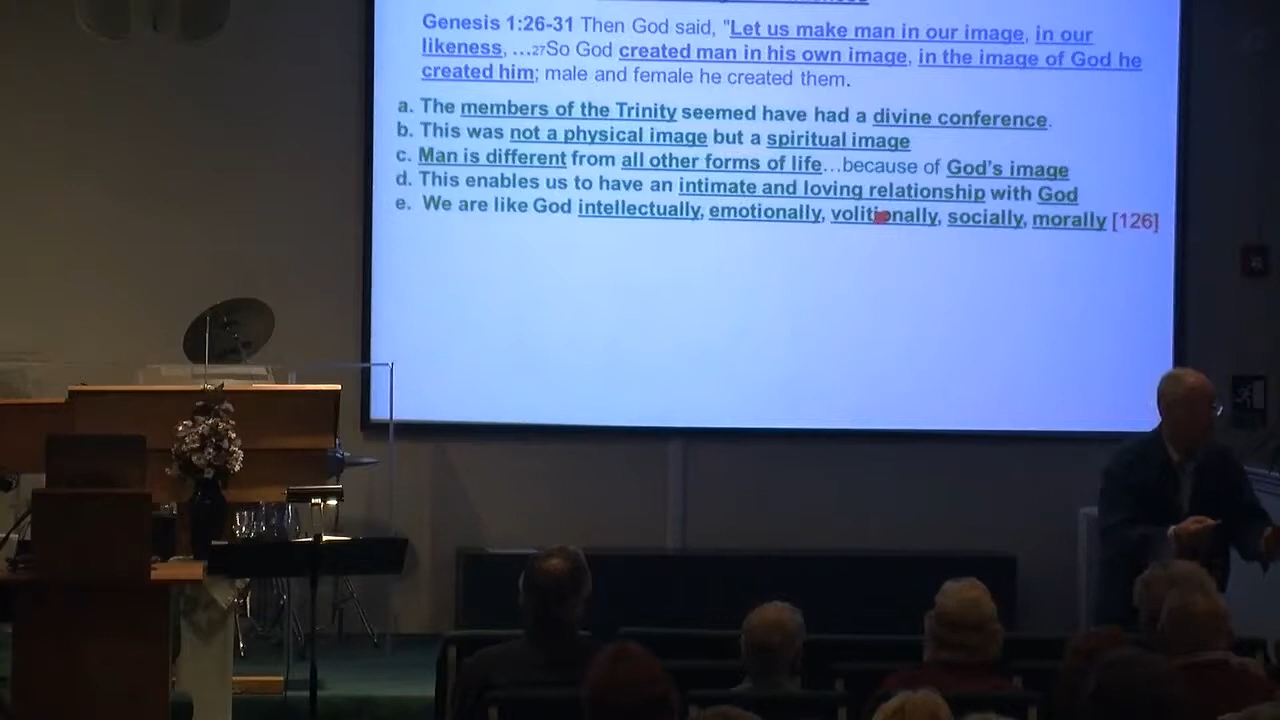 Genesis 1:26-31 Then God said, "Let us make man in our image, in our
likeness, …27So God created man in his own image, in the image of God he
created him; male and female he created them.
a. The members of the Trinity seemed have had a divine conference.
b. This was not a physical image but a spiritual image
c. Man is different from all other forms of life…because of God's image
d. This enables us to have an intimate and loving relationship with God
e. We are like God intellectually, emotionally, volitionally, socially, morally [126]